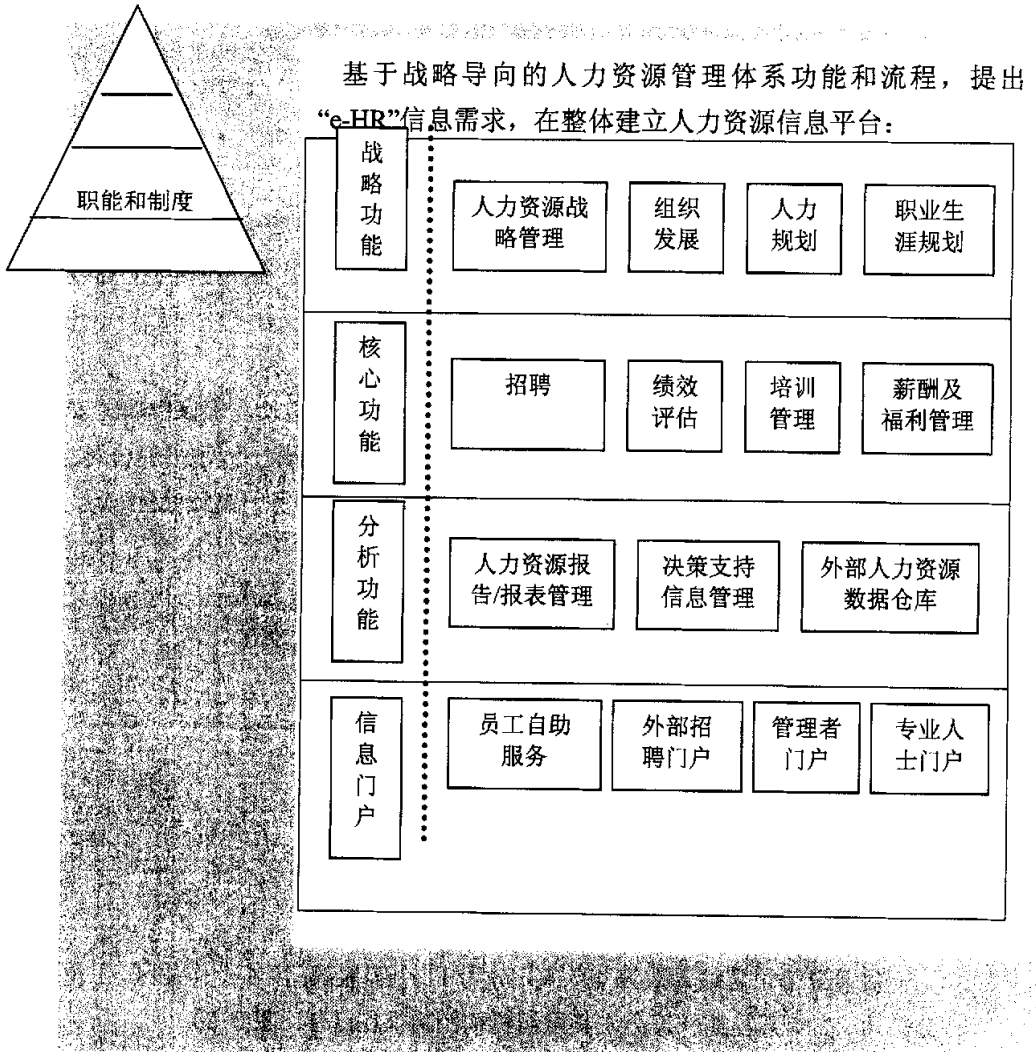 基于战略导向的人力资源管理体系功能和流程，提出
“e-HR”信息需求，在整体建立人力资源信息平台：
职能和制度
战
略
功
能
人力资源战
略管理
组织
发展
人力
规划
职业生
涯规划
核
心
功
能
招聘
绩效
评估
培训
管理
薪酬及
福利管理
分
析
功
能
人力资源报
告/报表管理
决策支持
信息管理
外部人力资源
数据仓库
信
息
门
户
员工自助
服务
外部招
聘门户
管理者
门户
专业人
士门户